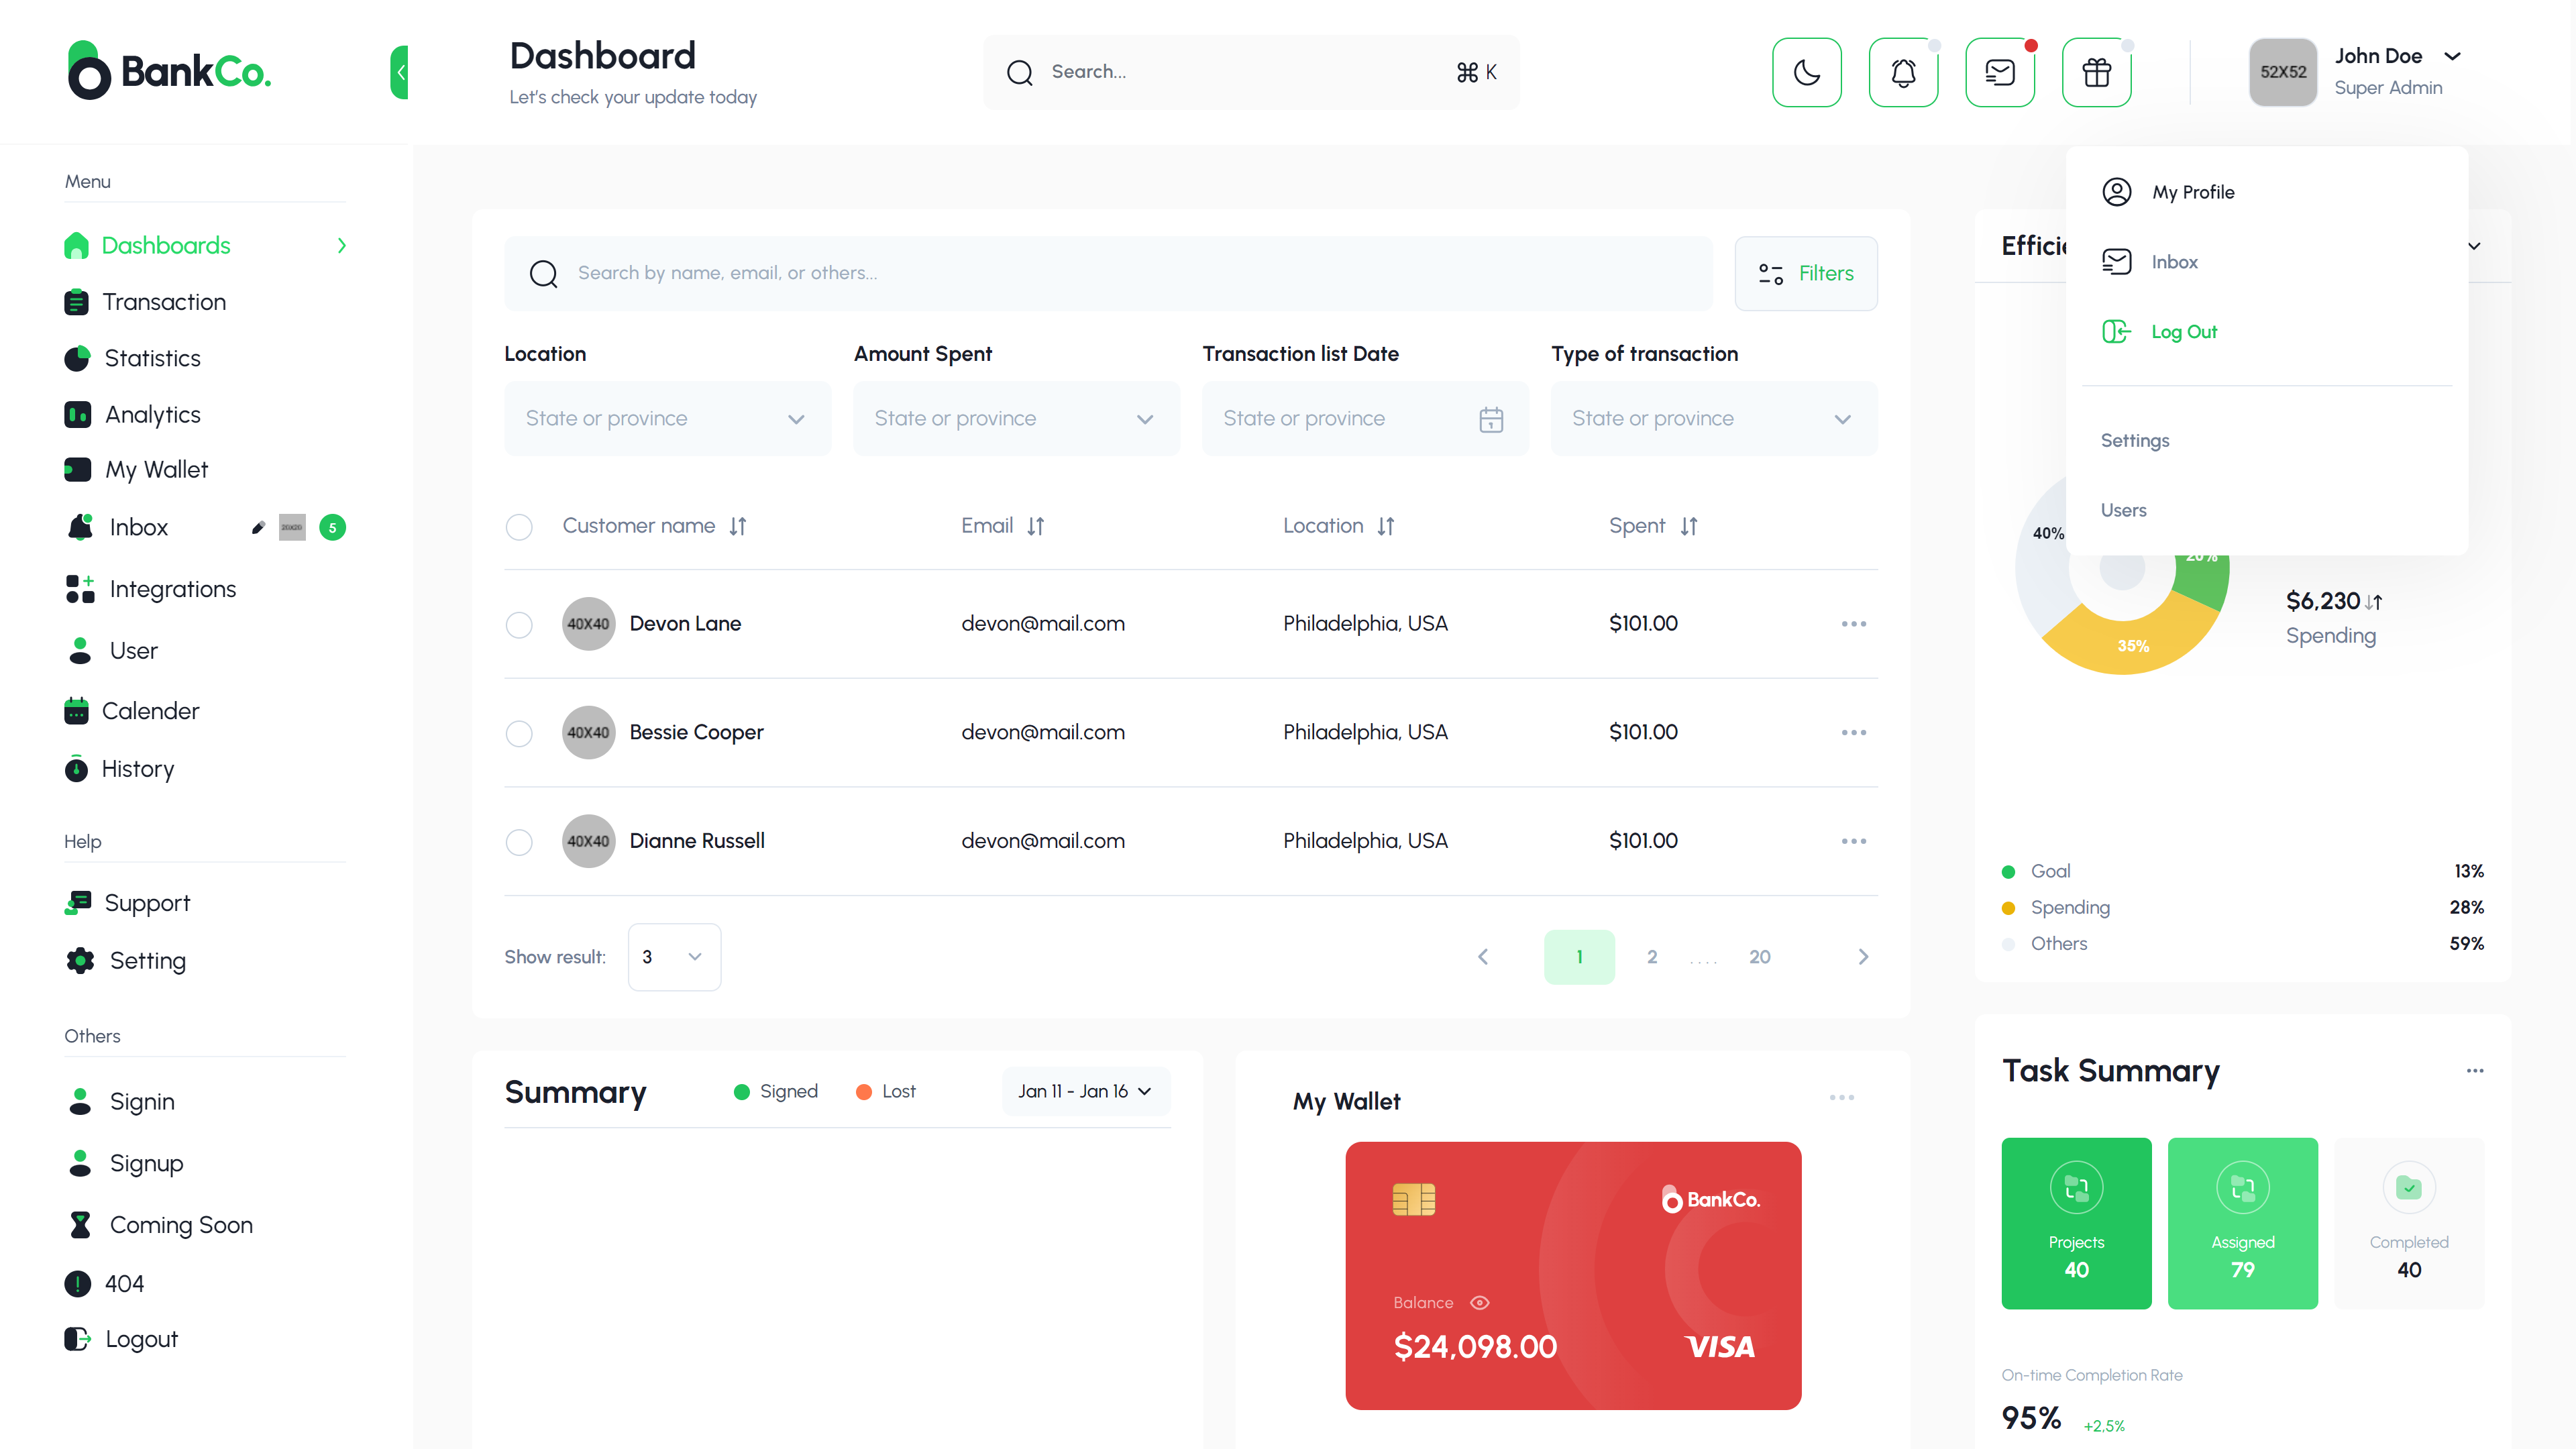 BankCo.
Dashboard
Let's check your update today
Search...
⌘ K
52X52
John Doe
Super Admin
Menu
Dashboards
Transaction
Statistics
Analytics
My Wallet
Inbox
20X20
5
Integrations
User
Calender
History
Help
Support
Setting
Others
Signin
Signup
Coming Soon
404
Logout
Search by name, email, or others...
Filters
Location
Amount Spent
Transaction list Date
Type of transaction
State or province
State or province
State or province
State or province
Customer name
Email
Location
Spent
40X40 Devon Lane devon@mail.com Philadelphia, USA $101.00
40X40 Bessie Cooper devon@mail.com Philadelphia, USA $101.00
40X40 Dianne Russell devon@mail.com Philadelphia, USA $101.00
Show result: 3
1 2 .... 20
Summary
Signed
Lost
Jan 11 - Jan 16
My Wallet
BankCo.
Balance
$24,098.00
VISA
My Profile
Inbox
Log Out
Settings
Users
40%
35%
$6,230
Spending
Goal 13%
Spending 28%
Others 59%
Task Summary
Projects
40
Assigned
79
Completed
40
On-time Completion Rate
95% +2,5%